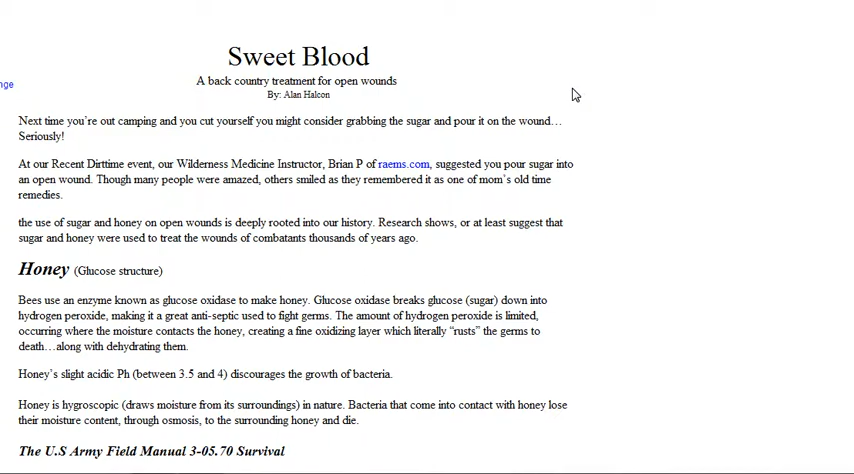 Sweet Blood
A back country treatment for open wounds
By: Alan Halcon
nge
Next time you're out camping and you cut yourself you might consider grabbing the sugar and pour it on the wound…
Seriously!
At our Recent Dirttime event, our Wilderness Medicine Instructor, Brian P of raems.com, suggested you pour sugar into
an open wound. Though many people were amazed, others smiled as they remembered it as one of mom's old time
remedies.
the use of sugar and honey on open wounds is deeply rooted into our history. Research shows, or at least suggest that
sugar and honey were used to treat the wounds of combatants thousands of years ago.
Honey (Glucose structure)
Bees use an enzyme known as glucose oxidase to make honey. Glucose oxidase breaks glucose (sugar) down into
hydrogen peroxide, making it a great anti-septic used to fight germs. The amount of hydrogen peroxide is limited,
occurring where the moisture contacts the honey, creating a fine oxidizing layer which literally “rusts” the germs to
death…along with dehydrating them.
Honey's slight acidic Ph (between 3.5 and 4) discourages the growth of bacteria.
Honey is hygroscopic (draws moisture from its surroundings) in nature. Bacteria that come into contact with honey lose
their moisture content, through osmosis, to the surrounding honey and die.
The U.S Army Field Manual 3-05.70 Survival